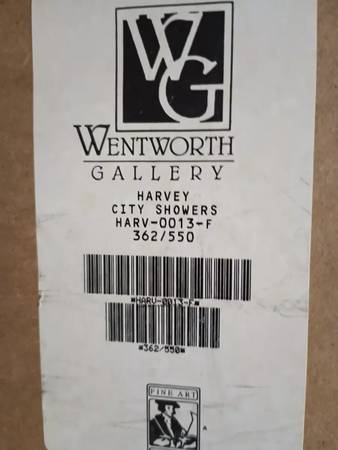 WG
WENTWORTH
GALLERY
HARVEY
CITY SHOWERS
HARV-0013-F
362/550
*HARV-0013-F*
*362/550*
FINE ART
A